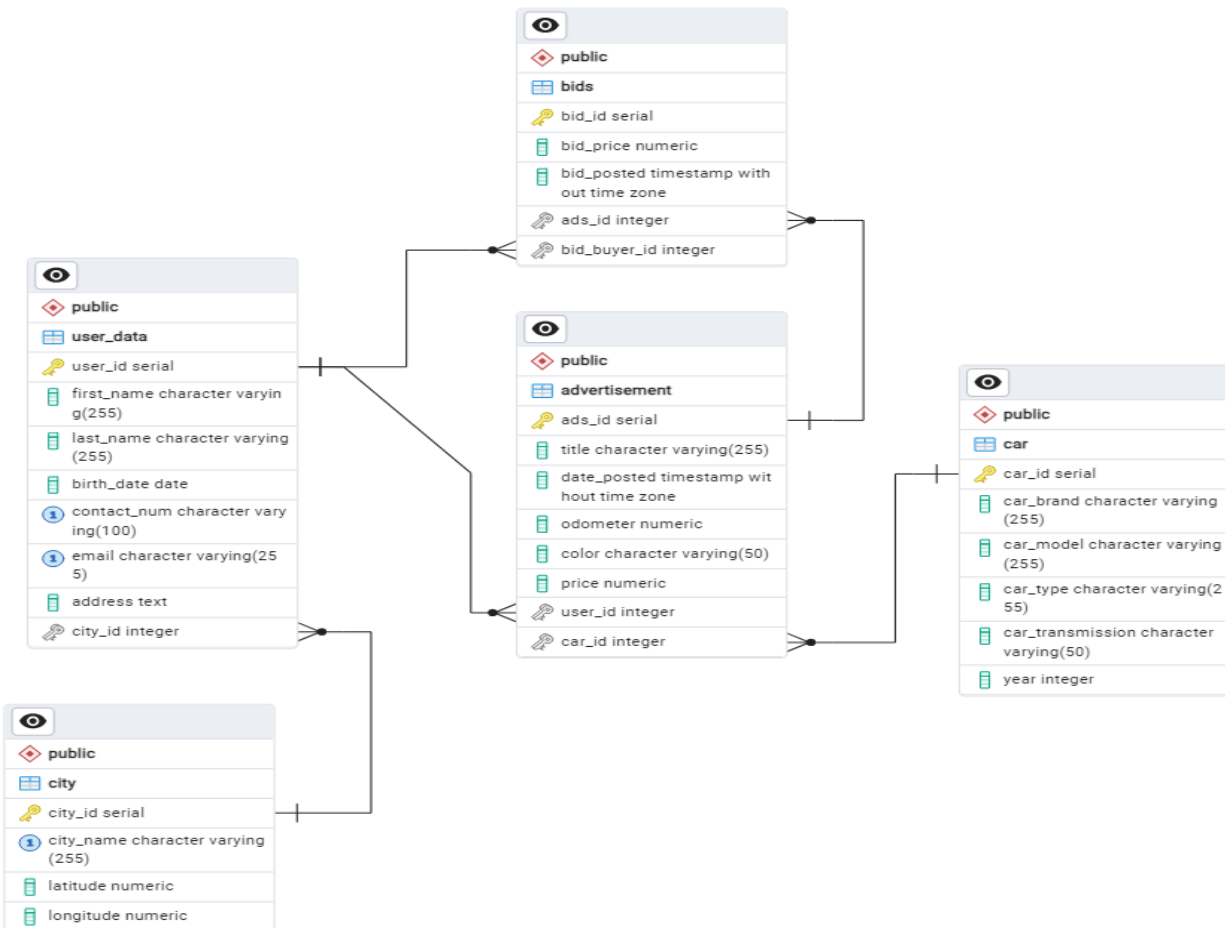 public
bids
bid_id serial
bid_price numeric
bid_posted timestamp with
out time zone
ads_id integer
bid_buyer_id integer
public
user_data
user_id serial
first_name character varyin
g(255)
last_name character varying
(255)
birth_date date
contact_num character vary
ing(100)
email character varying(25
5)
address text
city_id integer
public
advertisement
ads_id serial
title character varying(255)
date_posted timestamp wit
hout time zone
odometer numeric
color character varying(50)
price numeric
user_id integer
car_id integer
public
car
car_id serial
car_brand character varying
(255)
car_model character varying
(255)
car_type character varying(2
55)
car_transmission character
varying(50)
year integer
public
city
city_id serial
1
city_name character varying
(255)
latitude numeric
longitude numeric